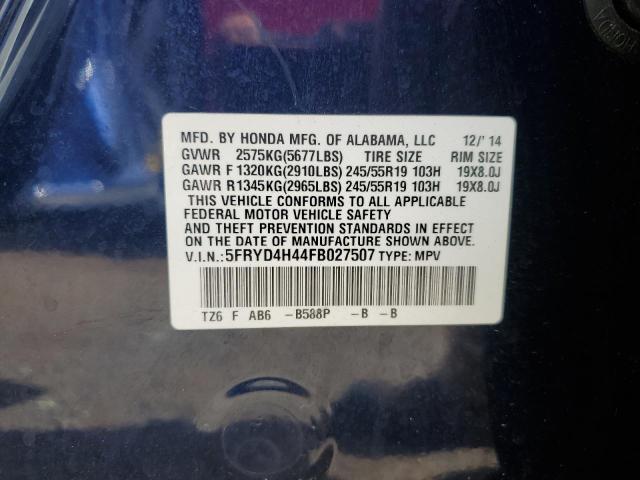 MFD. BY HONDA MFG. OF ALABAMA, LLC 12/'14
GVWR 2575KG(5677LBS) TIRE SIZE RIM SIZE
GAWR F 1320KG(2910LBS) 245/55R19 103H 19X8.0J
GAWR R1345KG(2965LBS) 245/55R19 103H 19X8.0J
THIS VEHICLE CONFORMS TO ALL APPLICABLE
FEDERAL MOTOR VEHICLE SAFETY
AND THEFT PREVENTION STANDARDS IN EFFECT
ON THE DATE OF MANUFACTURE SHOWN ABOVE.
V.I.N.: 5FRYD4H44FB027507 TYPE: MPV
TZ6 F AB6 -B588P -B -B